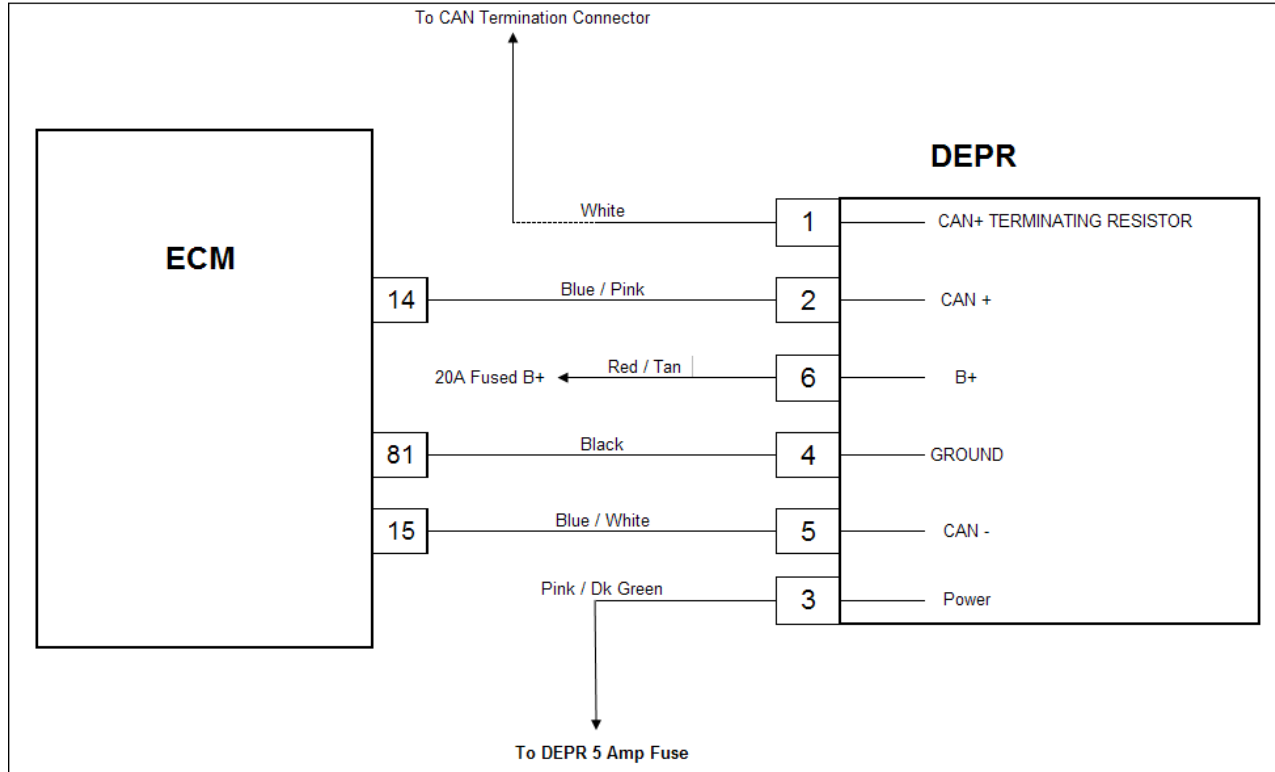 To CAN Termination Connector
DEPR
White
1
CAN+ TERMINATING RESISTOR
ECM
14
Blue / Pink
2
CAN +
20A Fused B+
Red / Tan
6
B+
81
Black
4
GROUND
15
Blue / White
5
CAN -
Pink / Dk Green
3
Power
To DEPR 5 Amp Fuse